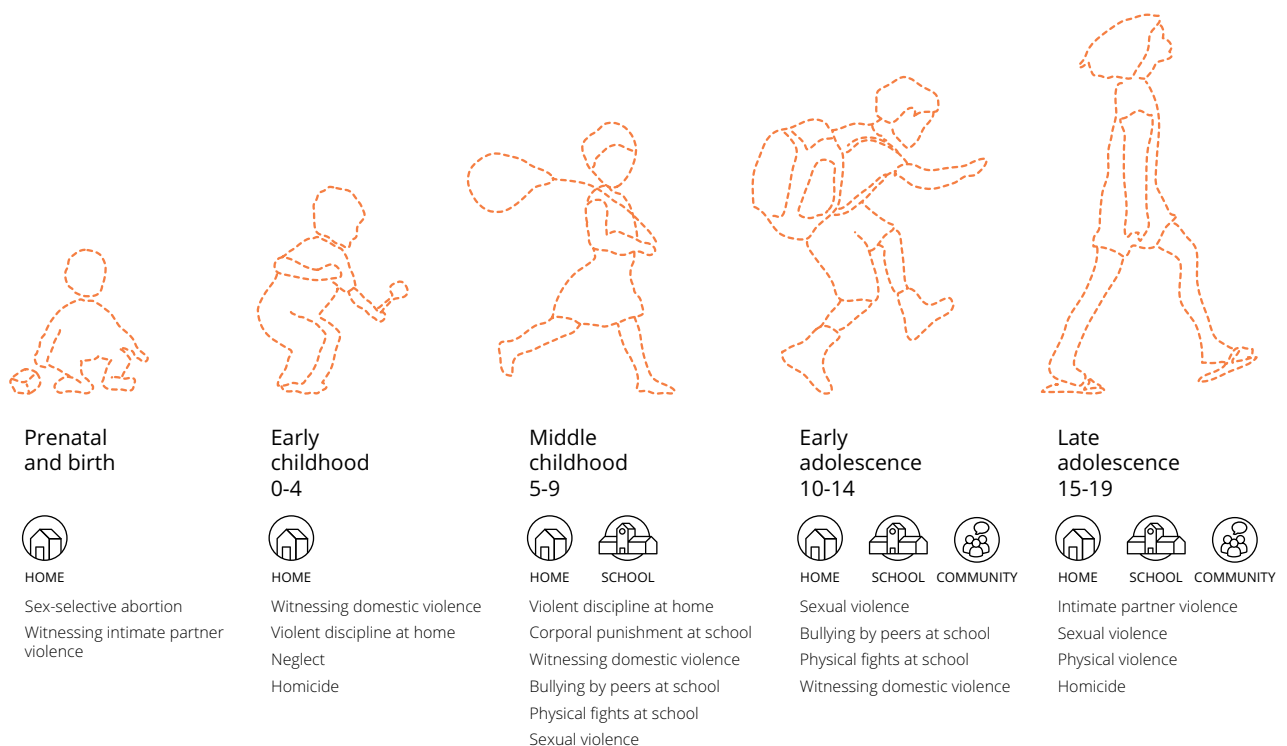 Prenatal
and birth
HOME
Sex-selective abortion
Witnessing intimate partner
violence
Early
childhood
0-4
HOME
Witnessing domestic violence
Violent discipline at home
Neglect
Homicide
Middle
childhood
5-9
HOME SCHOOL
Violent discipline at home
Corporal punishment at school
Witnessing domestic violence
Bullying by peers at school
Physical fights at school
Sexual violence
Early
adolescence
10-14
HOME SCHOOL COMMUNITY
Sexual violence
Bullying by peers at school
Physical fights at school
Witnessing domestic violence
Late
adolescence
15-19
HOME SCHOOL COMMUNITY
Intimate partner violence
Sexual violence
Physical violence
Homicide